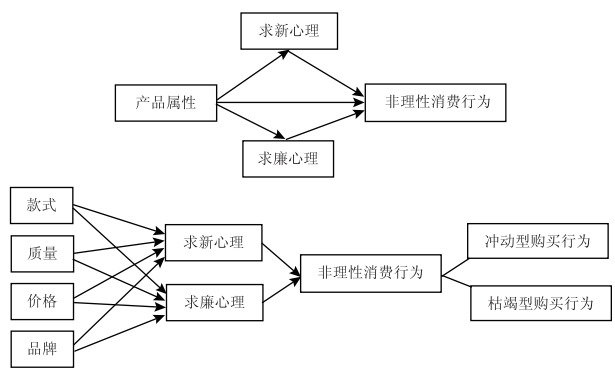 求新心理
产品属性
非理性消费行为
求廉心理
款式
质量
价格
品牌
求新心理
求廉心理
非理性消费行为
冲动型购买行为
枯竭型购买行为